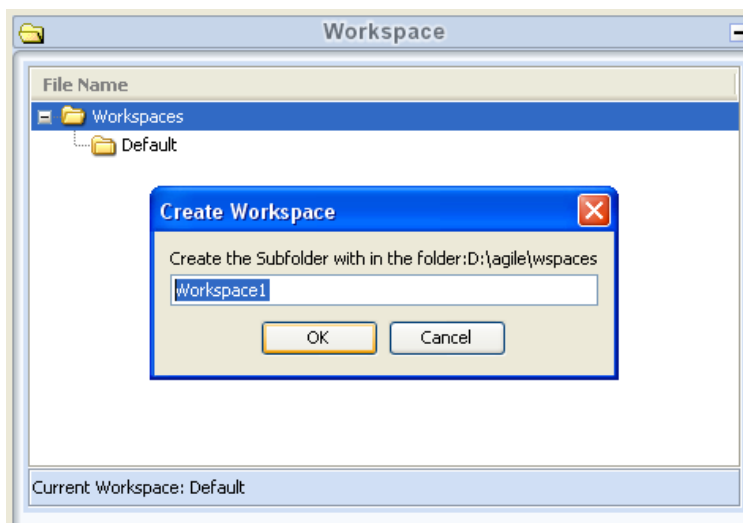 Workspace
File Name
Workspaces
Default
Create Workspace
Create the Subfolder with in the folder:D:\agile\wspaces
Workspace1
OK
Cancel
Current Workspace: Default